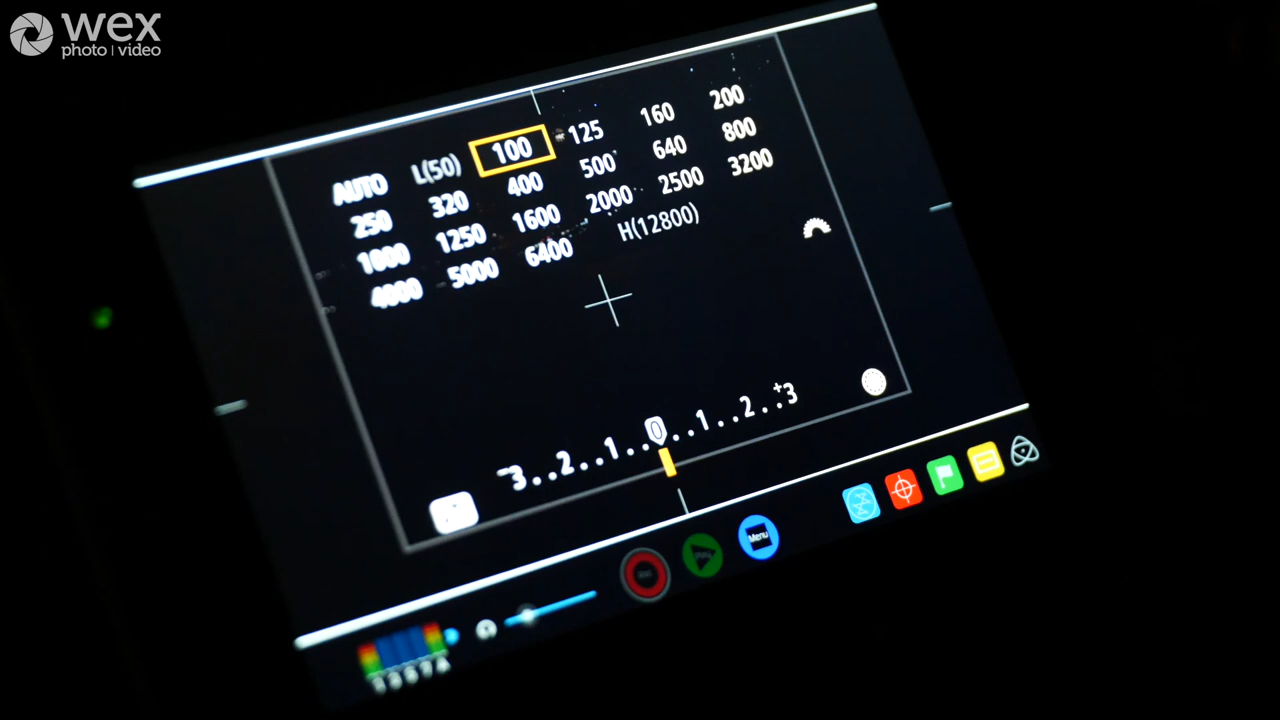 wex
photo | video
AUTO L(50) 100 125 160 200
250 320 400 500 640 800
1000 1250 1600 2000 2500 3200
4000 5000 6400 H(12800)
-3..2..1..0..1..2..+3
Menu